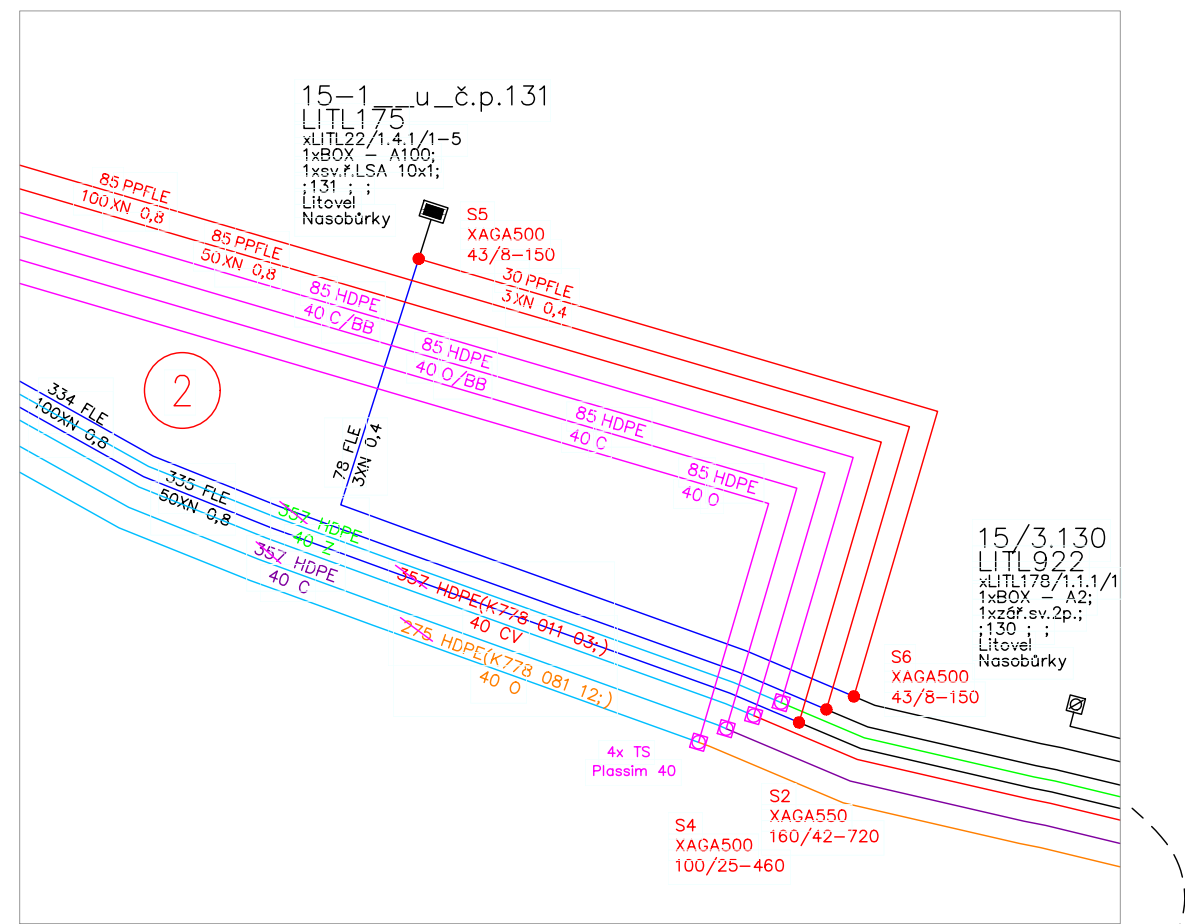 15-1__u_č.p.131
LITL175
xLITL22/1.4.1/1-5
1xBOX - A100;
1xsv.ř.LSA 10x1;
;131 ; ;
Litovel
Nasobůrky
S5
XAGA500
43/8-150
85 PPFLE
100XN 0,8
85 PPFLE
50XN 0,8
30 PPFLE
3XN 0,4
85 HDPE
40 C/BB
85 HDPE
40 O/BB
85 HDPE
40 C
85 HDPE
40 O
2
334 FLE
100XN 0,8
335 FLE
50XN 0,8
78 FLE
3XN 0,4
357 HDPE
40 Z
357 HDPE
40 C
357 HDPE(K778 011 03;)
40 CV
275 HDPE(K778 081 12;)
40 O
15/3.130
LITL922
xLITL178/1.1.1/1
1xBOX - A2;
1xzář.sv.2p.;
;130 ; ;
Litovel
Nasobůrky
S6
XAGA500
43/8-150
4x TS
Plassim 40
S2
XAGA550
160/42-720
S4
XAGA500
100/25-460